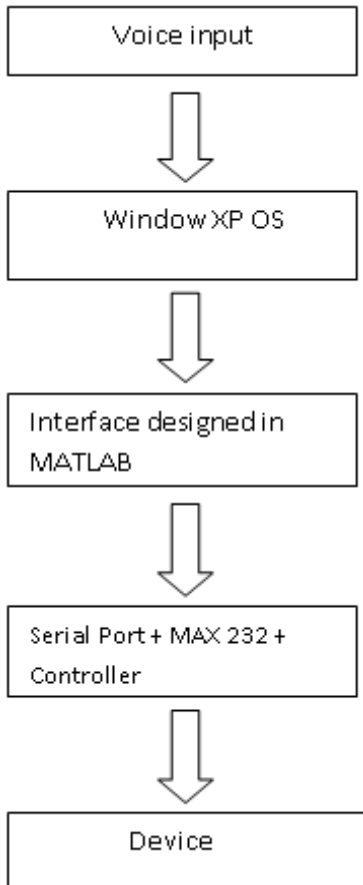 Voice input
Window XP OS
Interface designed in
MATLAB
Serial Port + MAX 232 +
Controller
Device